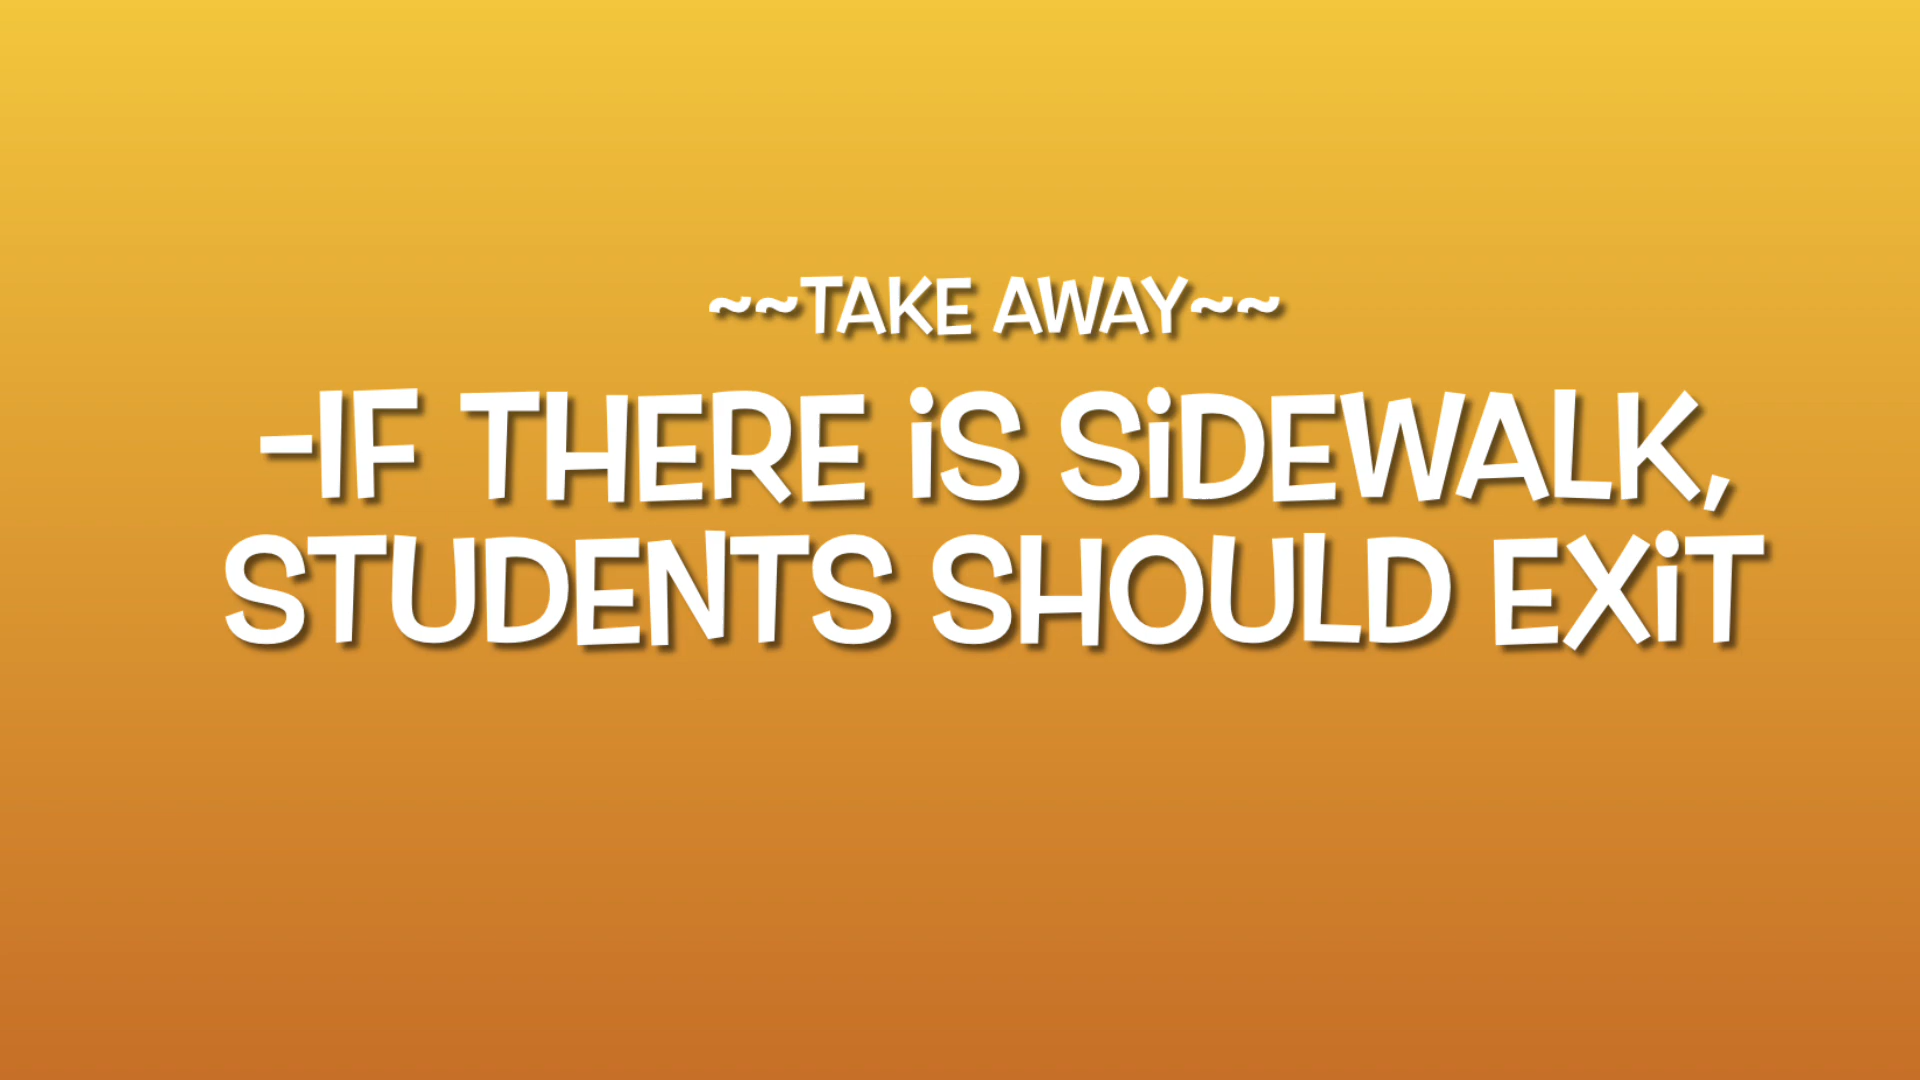 ~~TAKE AWAY~~
-IF THERE iS SiDEWALK,
STUDENTS SHOULD EXiT